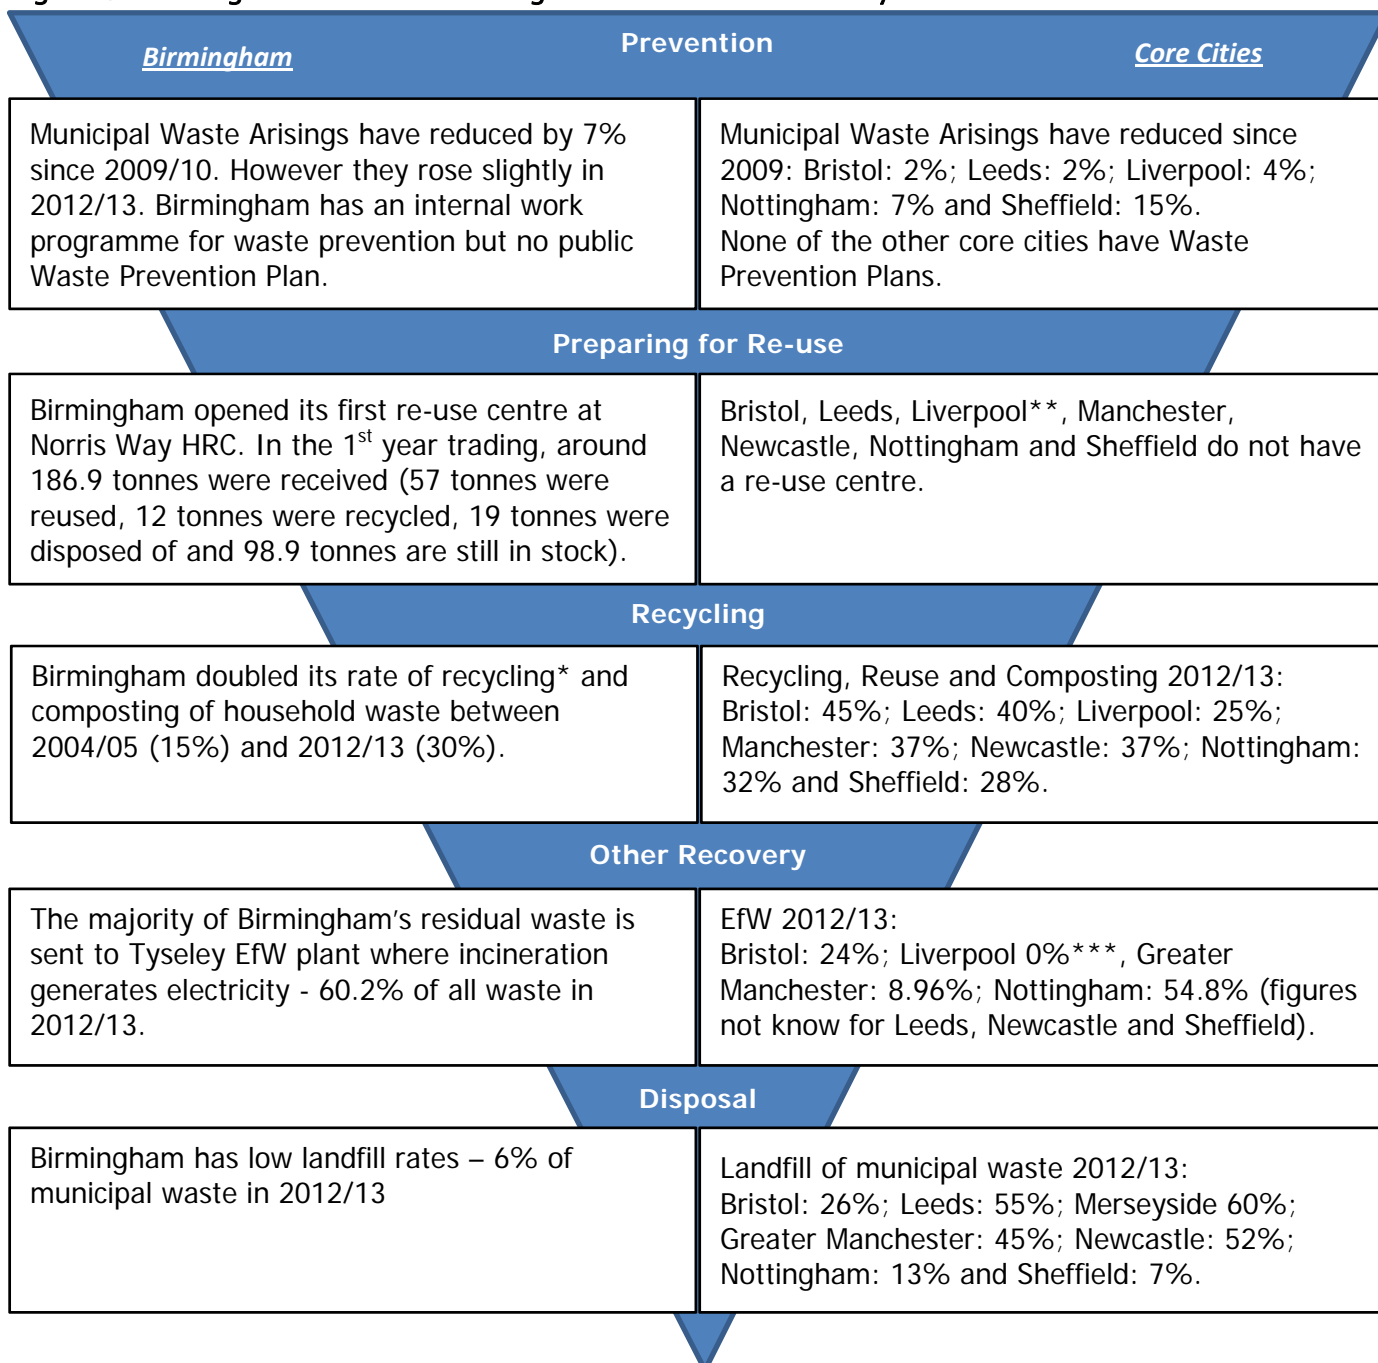 Prevention
Birmingham
Core Cities
Municipal Waste Arisings have reduced by 7%
since 2009/10. However they rose slightly in
2012/13. Birmingham has an internal work
programme for waste prevention but no public
Waste Prevention Plan.
Municipal Waste Arisings have reduced since
2009: Bristol: 2%; Leeds: 2%; Liverpool: 4%;
Nottingham: 7% and Sheffield: 15%.
None of the other core cities have Waste
Prevention Plans.
Preparing for Re-use
Birmingham opened its first re-use centre at
Norris Way HRC. In the 1st year trading, around
186.9 tonnes were received (57 tonnes were
reused, 12 tonnes were recycled, 19 tonnes were
disposed of and 98.9 tonnes are still in stock).
Bristol, Leeds, Liverpool**, Manchester,
Newcastle, Nottingham and Sheffield do not have
a re-use centre.
Recycling
Birmingham doubled its rate of recycling* and
composting of household waste between
2004/05 (15%) and 2012/13 (30%).
Recycling, Reuse and Composting 2012/13:
Bristol: 45%; Leeds: 40%; Liverpool: 25%;
Manchester: 37%; Newcastle: 37%; Nottingham:
32% and Sheffield: 28%.
Other Recovery
The majority of Birmingham's residual waste is
sent to Tyseley EfW plant where incineration
generates electricity - 60.2% of all waste in
2012/13.
EfW 2012/13:
Bristol: 24%; Liverpool 0%***, Greater
Manchester: 8.96%; Nottingham: 54.8% (figures
not know for Leeds, Newcastle and Sheffield).
Disposal
Birmingham has low landfill rates – 6% of
municipal waste in 2012/13
Landfill of municipal waste 2012/13:
Bristol: 26%; Leeds: 55%; Merseyside 60%;
Greater Manchester: 45%; Newcastle: 52%;
Nottingham: 13% and Sheffield: 7%.